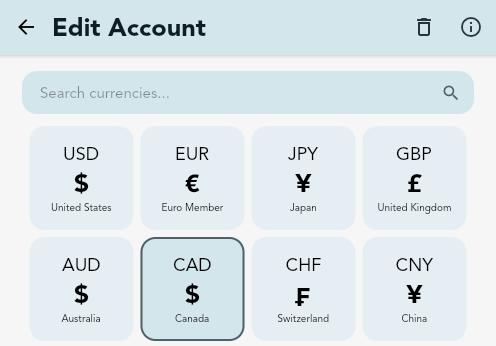 Edit Account
Search currencies...
USD EUR JPY GBP
$ € ¥ £
United States Euro Member Japan United Kingdom
AUD CAD CHF CNY
$ $ ₣ ¥
Australia Canada Switzerland China